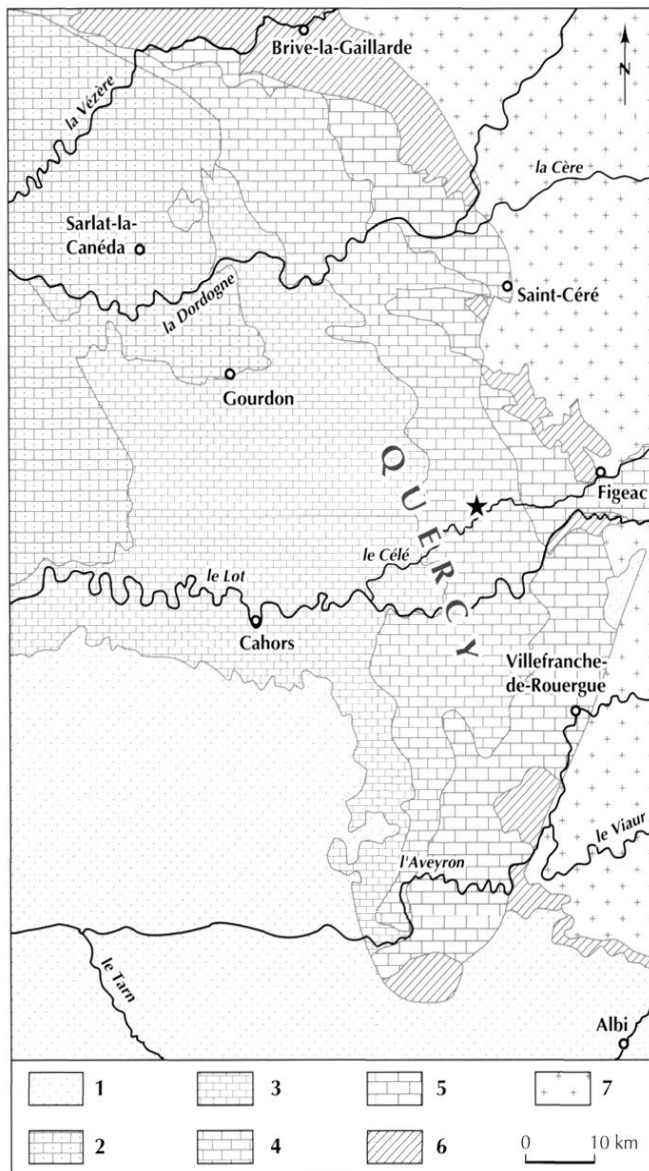 Brive-la-Gaillarde
N
la Vézère
la Cère
Sarlat-la-
Canéda
Saint-Céré
la Dordogne
Gourdon
QUERCY
Figeac
le Célé
le Lot
Cahors
Villefranche-
de-Rouergue
le Viaur
l'Aveyron
le Tarn
Albi
1 3 5 7
2 4 6 0 10 km